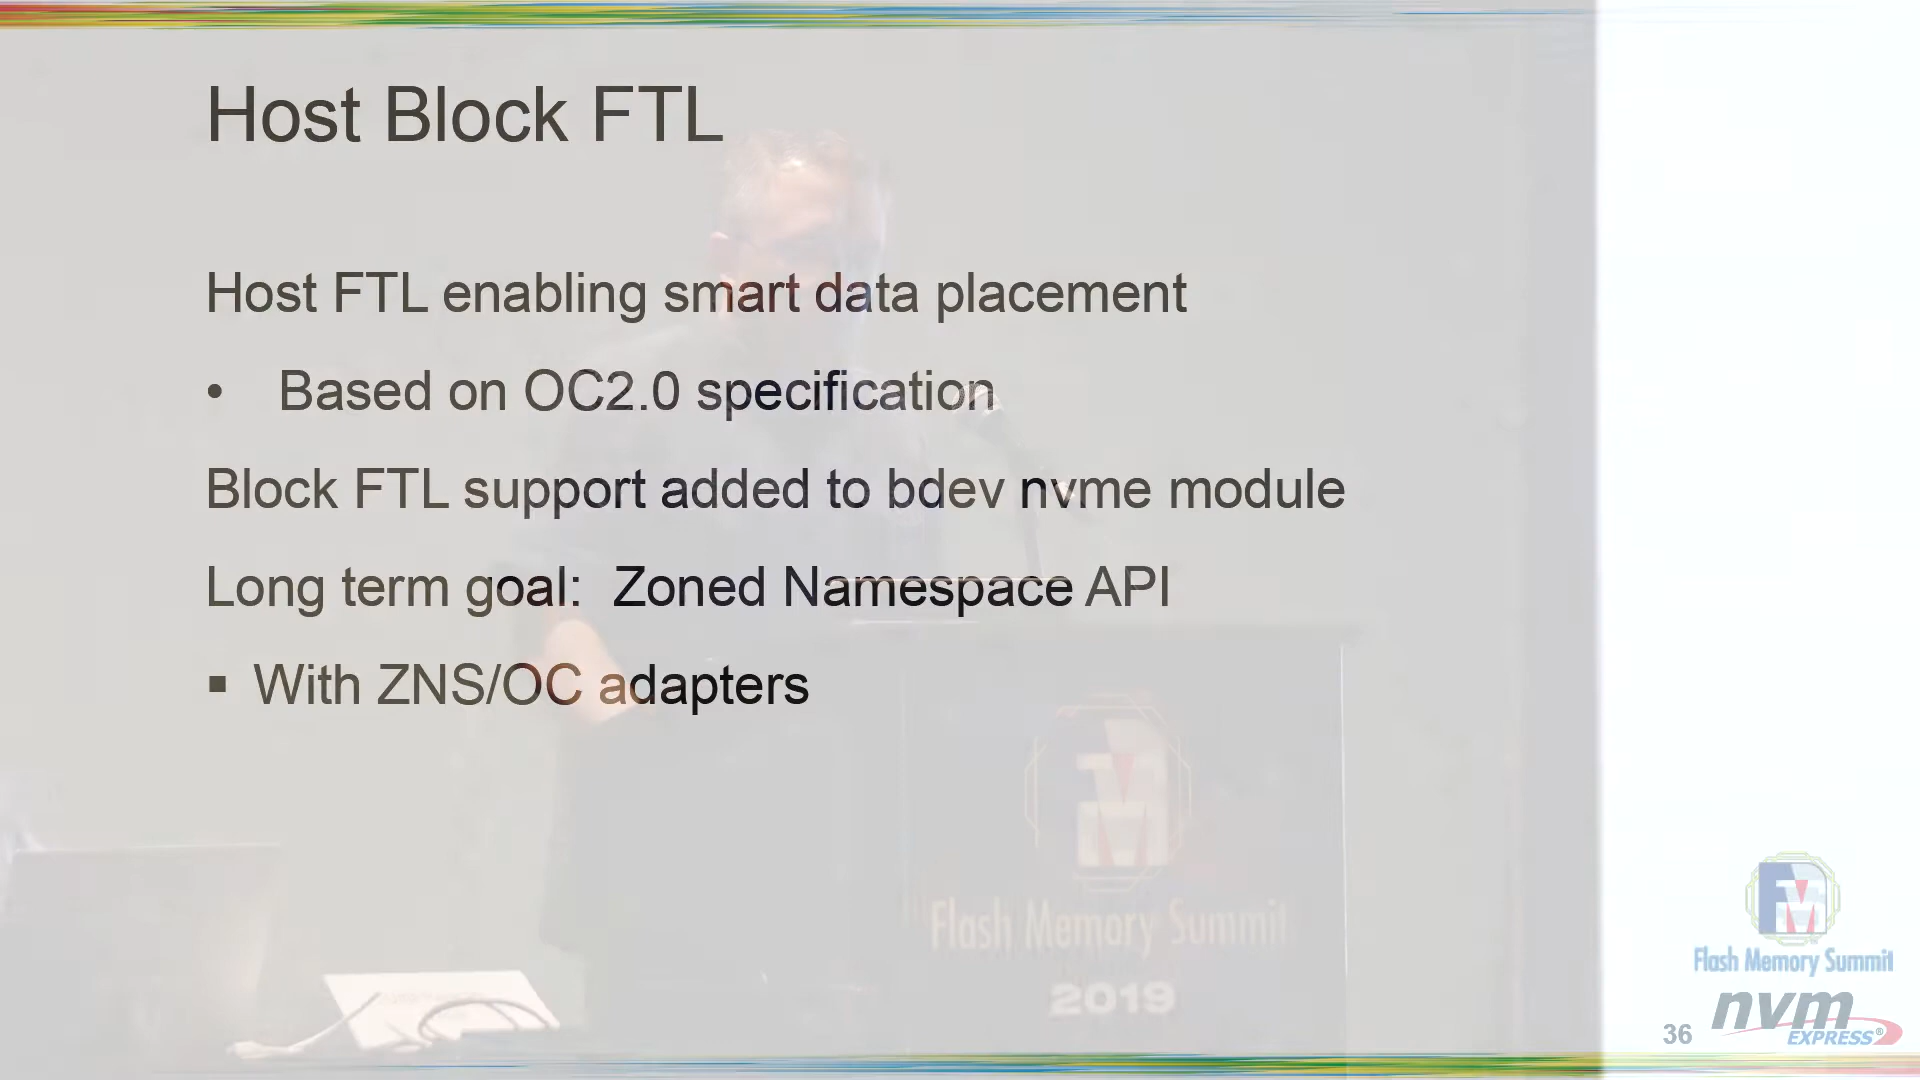 Host Block FTL
Host FTL enabling smart data placement
• Based on OC2.0 specification
Block FTL support added to bdev nvme module
Long term goal: Zoned Namespace API
▪ With ZNS/OC adapters
Flash Memory Summit
2019
Flash Memory Summit
nvm
EXPRESS®
36